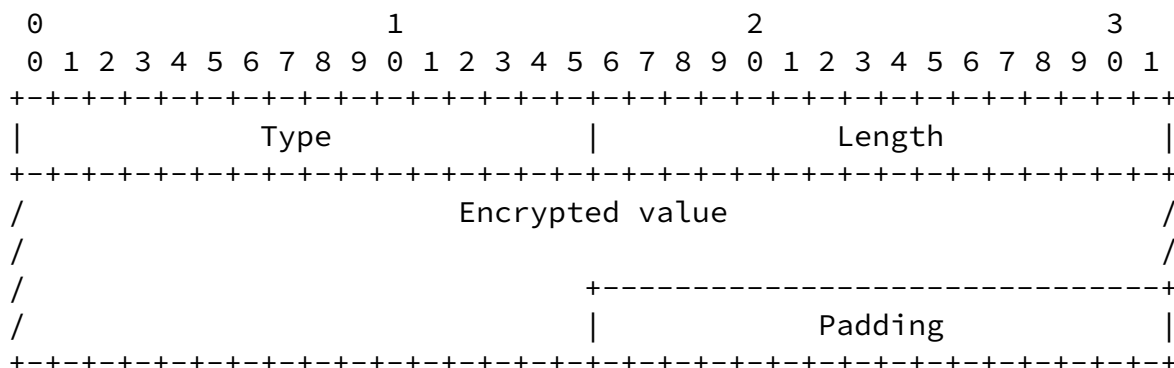 0                   1                   2                   3
 0 1 2 3 4 5 6 7 8 9 0 1 2 3 4 5 6 7 8 9 0 1 2 3 4 5 6 7 8 9 0 1
+-+-+-+-+-+-+-+-+-+-+-+-+-+-+-+-+-+-+-+-+-+-+-+-+-+-+-+-+-+-+-+-+
|             Type              |             Length            |
+-+-+-+-+-+-+-+-+-+-+-+-+-+-+-+-+-+-+-+-+-+-+-+-+-+-+-+-+-+-+-+-+
/                        Encrypted value                        /
/                                                               /
/                               +-------------------------------+
/                               |            Padding            |
+-+-+-+-+-+-+-+-+-+-+-+-+-+-+-+-+-+-+-+-+-+-+-+-+-+-+-+-+-+-+-+-+